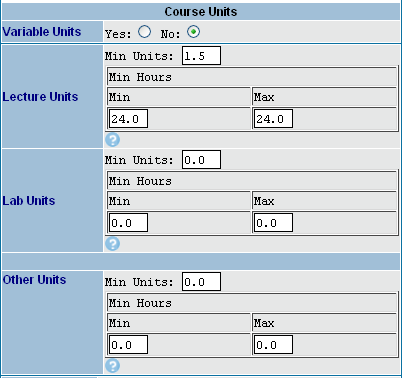 Course Units
Variable Units Yes: No:
Min Units: 1.5
Min Hours
Lecture Units Min Max
24.0 24.0
?
Min Units: 0.0
Min Hours
Lab Units Min Max
0.0 0.0
?
Other Units Min Units: 0.0
Min Hours
Min Max
0.0 0.0
?